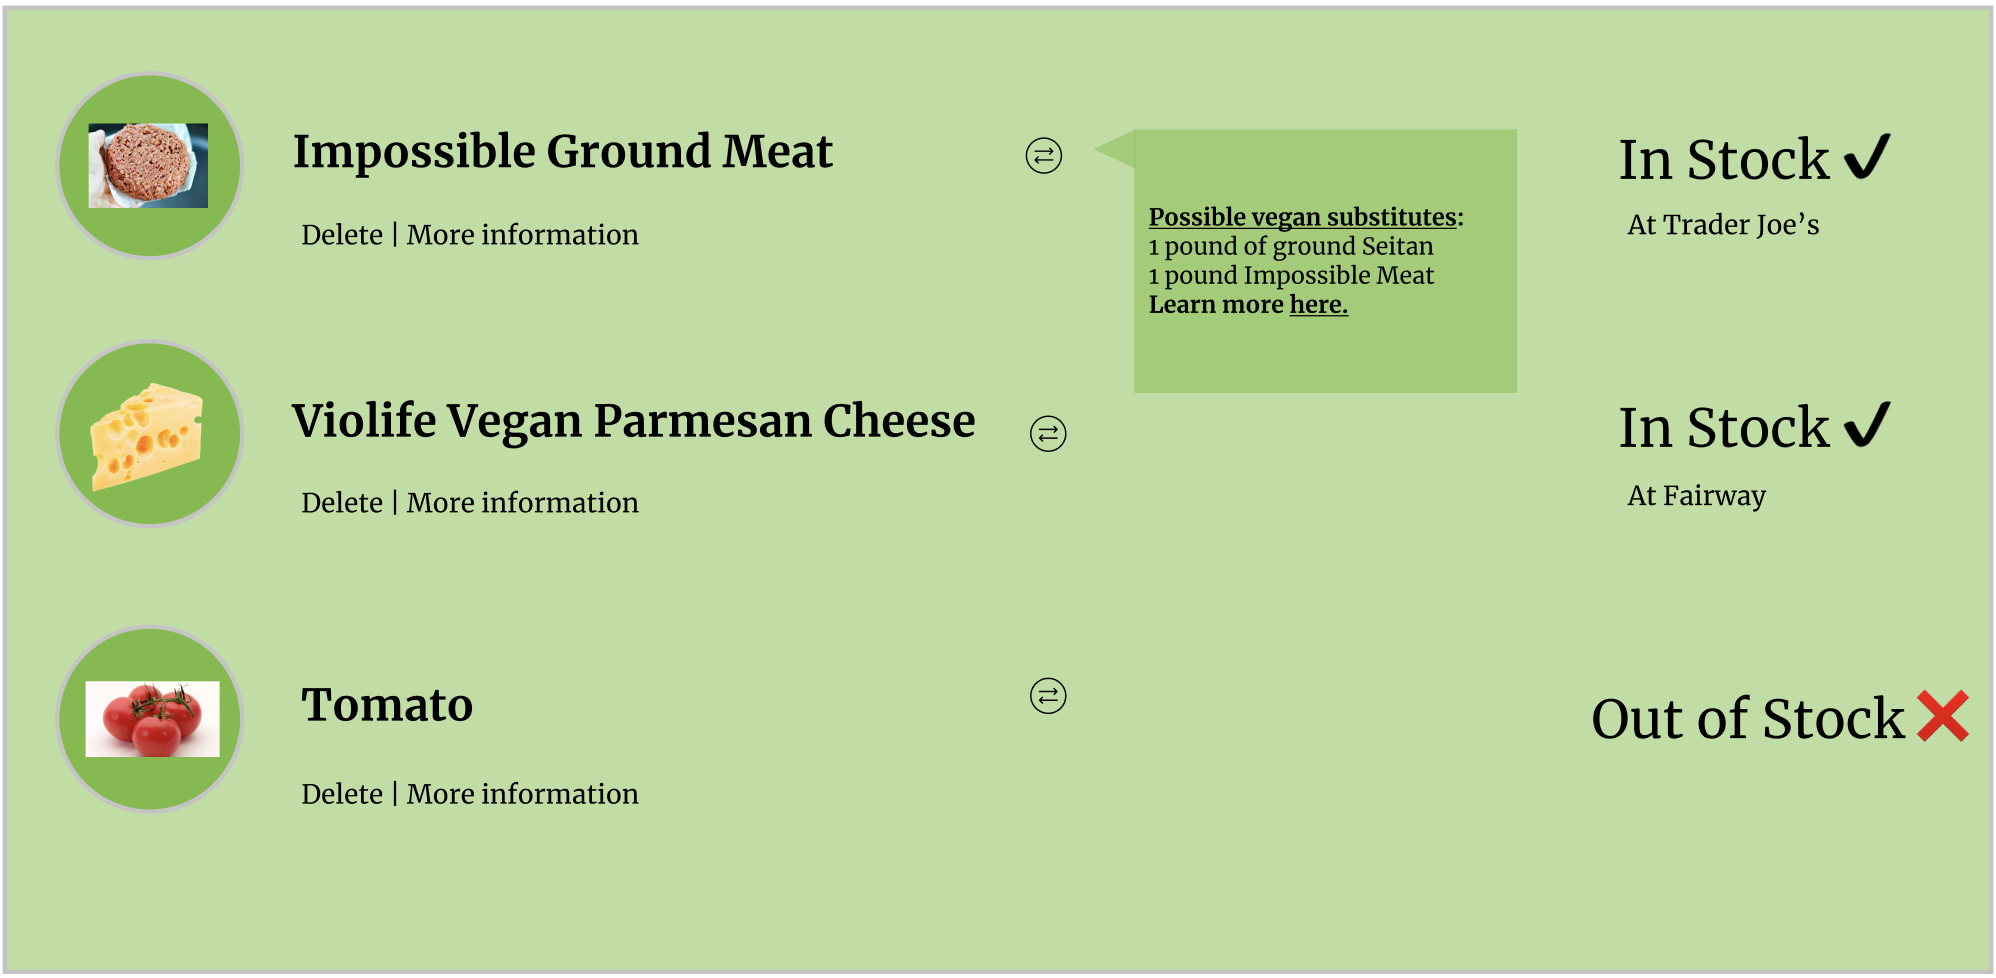 Impossible Ground Meat
Delete | More information
Possible vegan substitutes:
1 pound of ground Seitan
1 pound Impossible Meat
Learn more here.
In Stock ✔
At Trader Joe’s
Violife Vegan Parmesan Cheese
Delete | More information
In Stock ✔
At Fairway
Tomato
Delete | More information
Out of Stock ❌